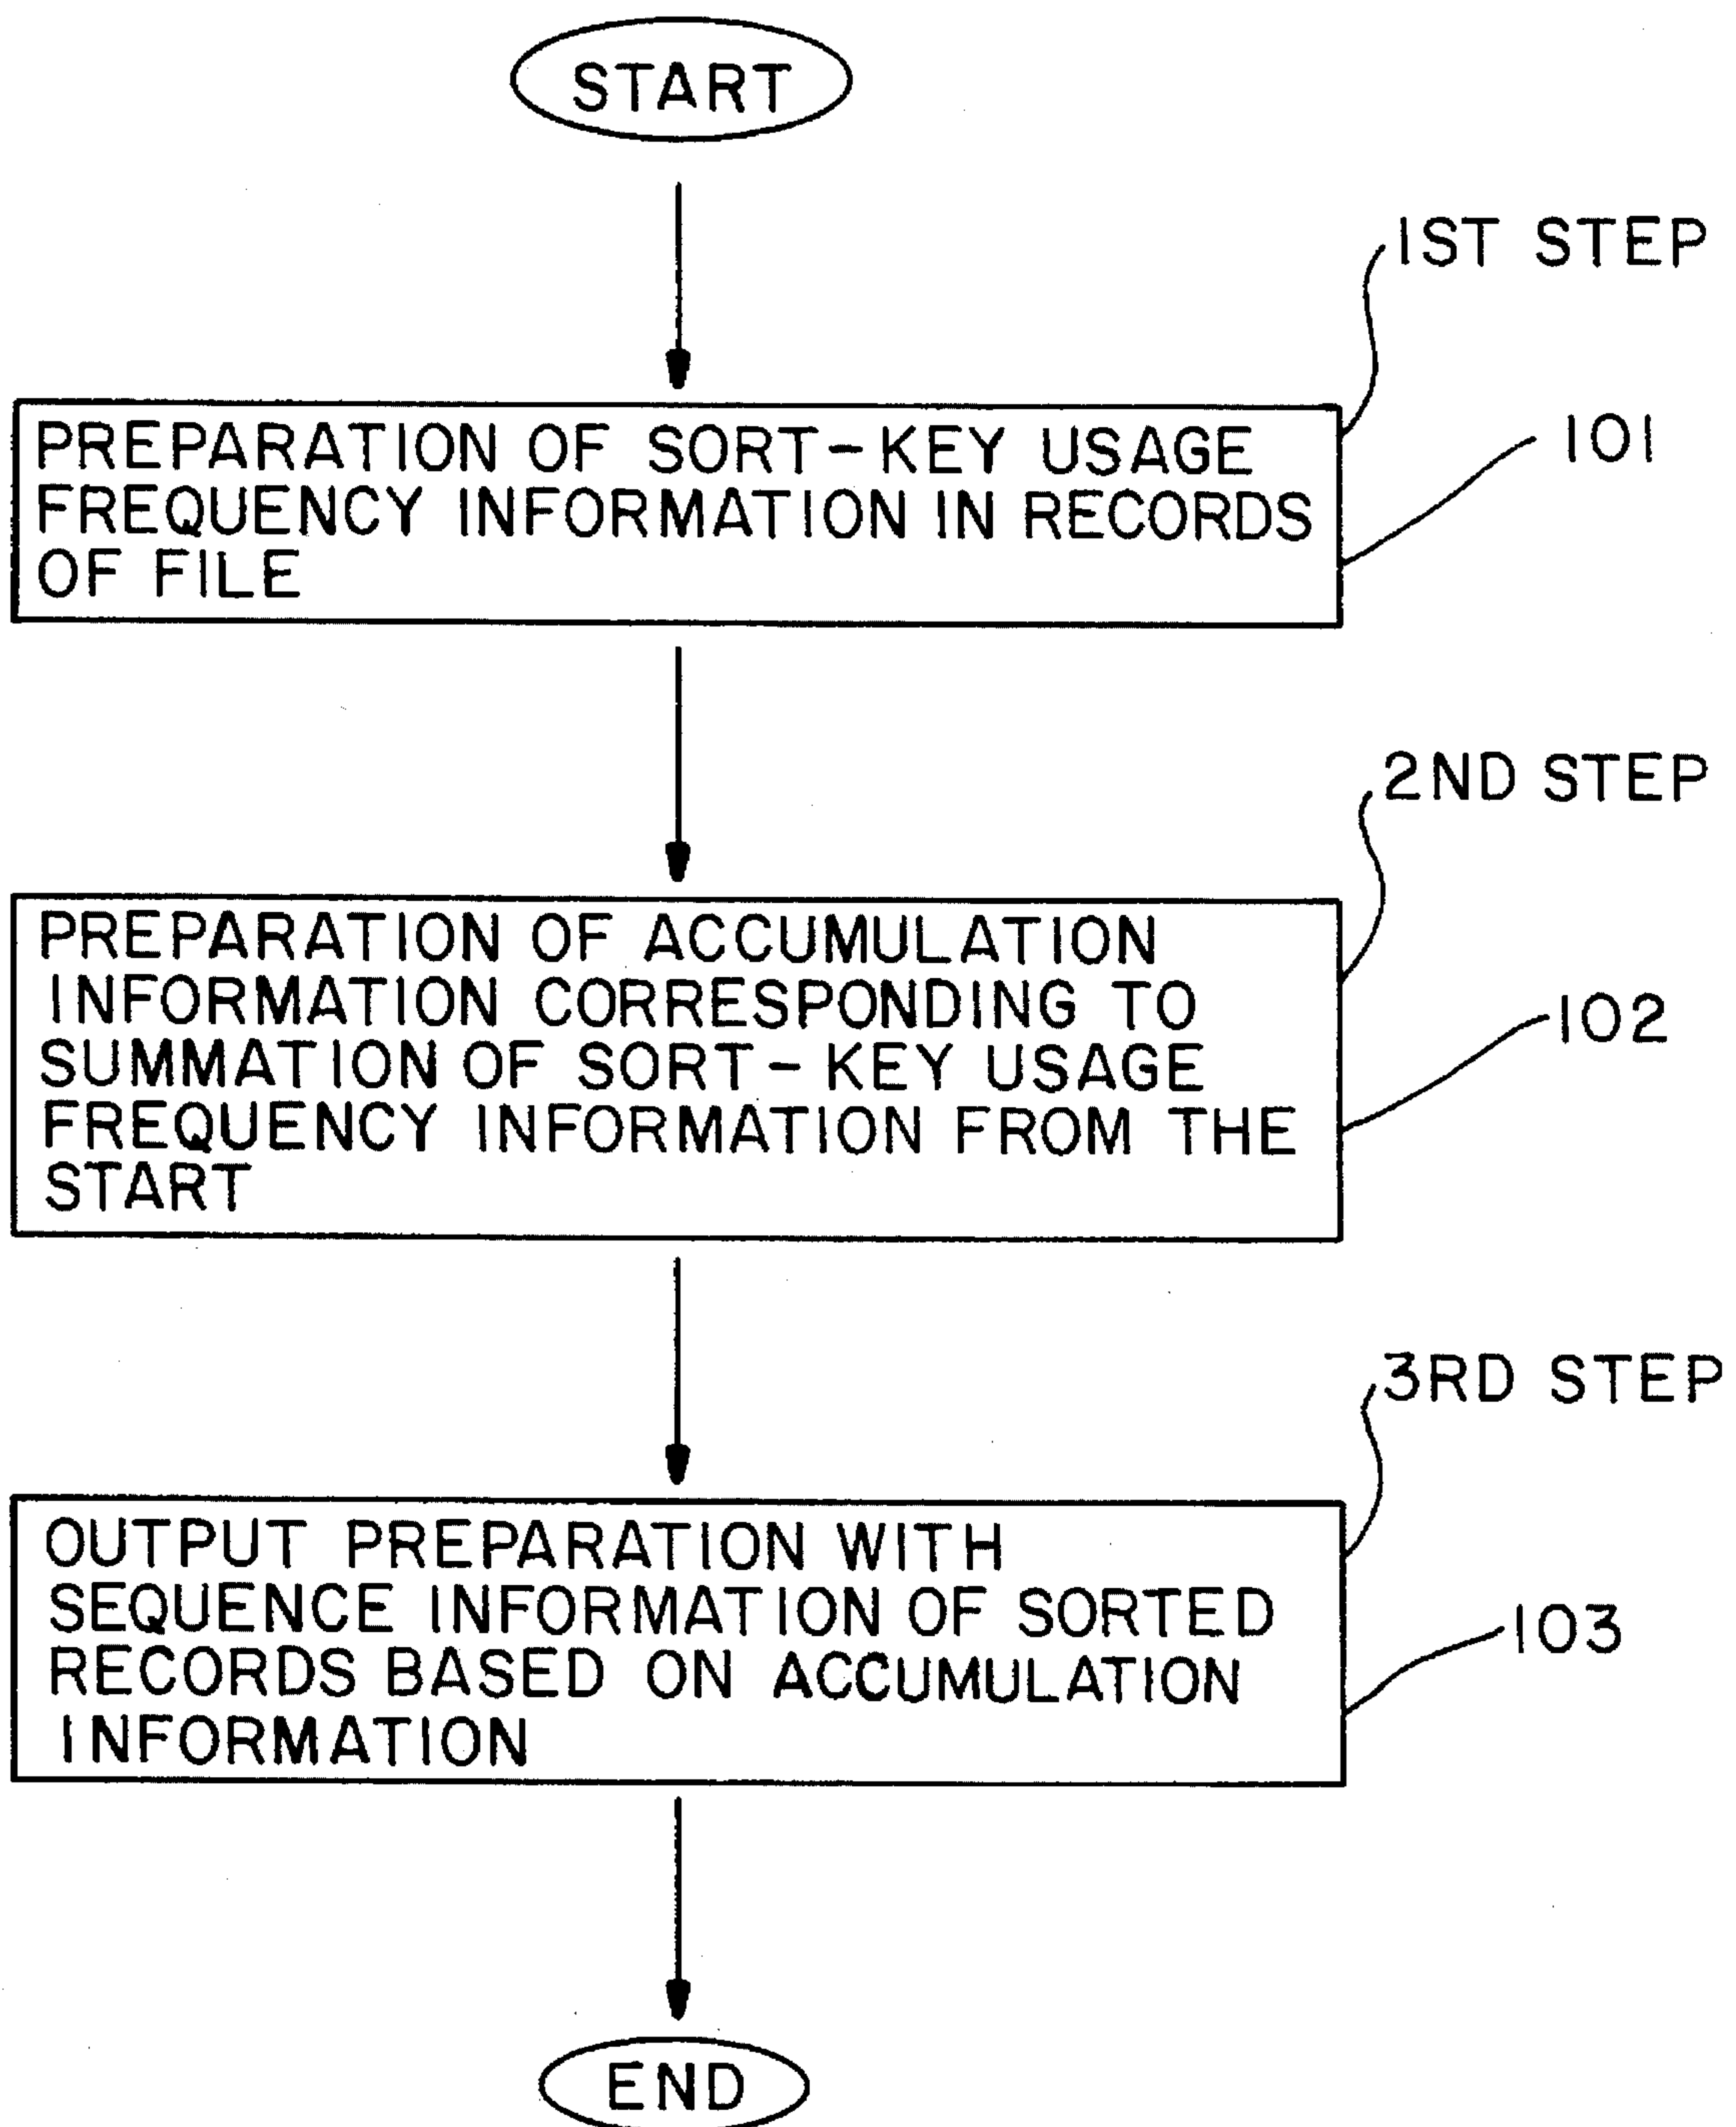 START
1ST STEP
101
PREPARATION OF SORT-KEY USAGE
FREQUENCY INFORMATION IN RECORDS
OF FILE
2ND STEP
102
PREPARATION OF ACCUMULATION
INFORMATION CORRESPONDING TO
SUMMATION OF SORT-KEY USAGE
FREQUENCY INFORMATION FROM THE
START
3RD STEP
103
OUTPUT PREPARATION WITH
SEQUENCE INFORMATION OF SORTED
RECORDS BASED ON ACCUMULATION
INFORMATION
END